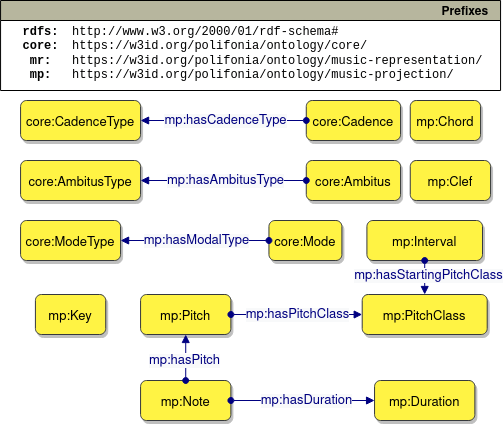 Prefixes
rdfs: http://www.w3.org/2000/01/rdf-schema#
core: https://w3id.org/polifonia/ontology/core/
mr: https://w3id.org/polifonia/ontology/music-representation/
mp: https://w3id.org/polifonia/ontology/music-projection/
core:CadenceType mp:hasCadenceType core:Cadence mp:Chord
core:AmbitusType mp:hasAmbitusType core:Ambitus mp:Clef
core:ModeType mp:hasModalType core:Mode mp:Interval
mp:hasStartingPitchClass
mp:Key mp:Pitch mp:hasPitchClass mp:PitchClass
mp:hasPitch
mp:Note mp:hasDuration mp:Duration